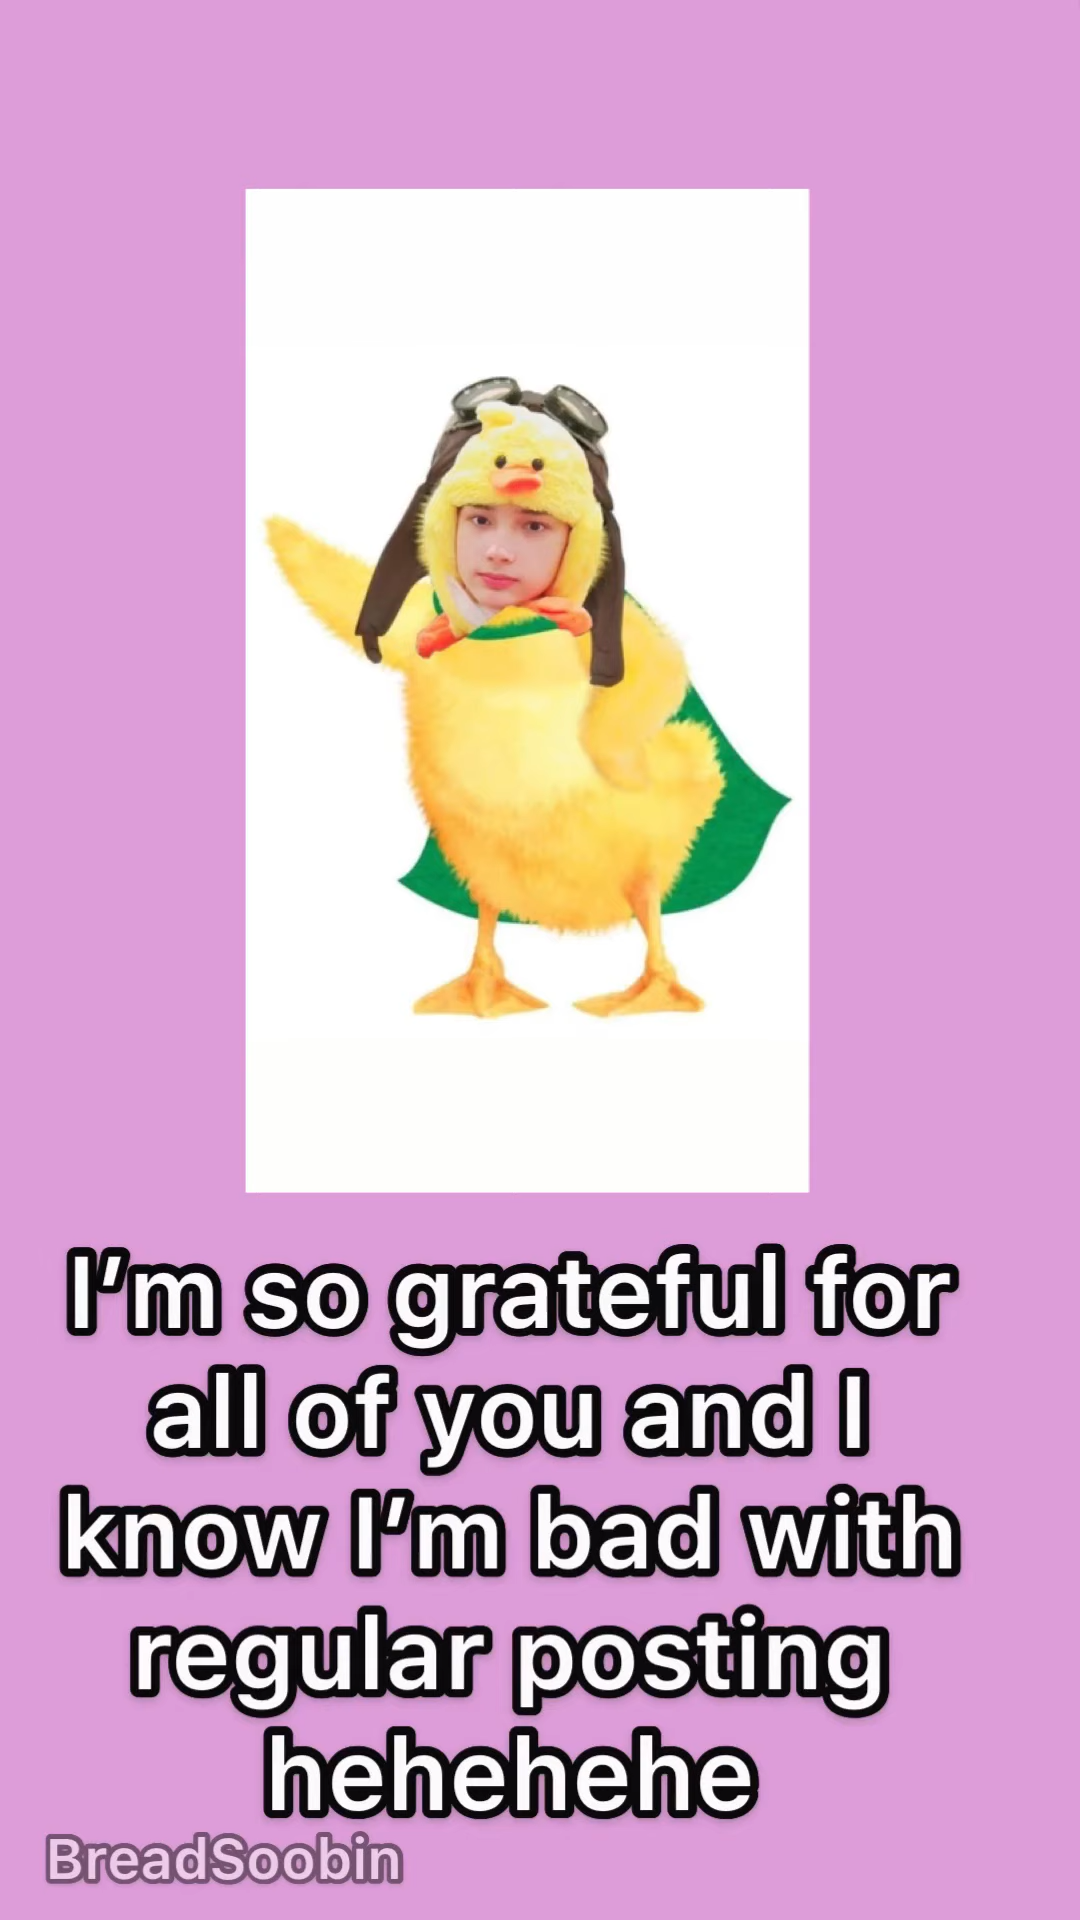 I’m so grateful for
all of you and I
know I’m bad with
regular posting
hehehehe
BreadSoobin